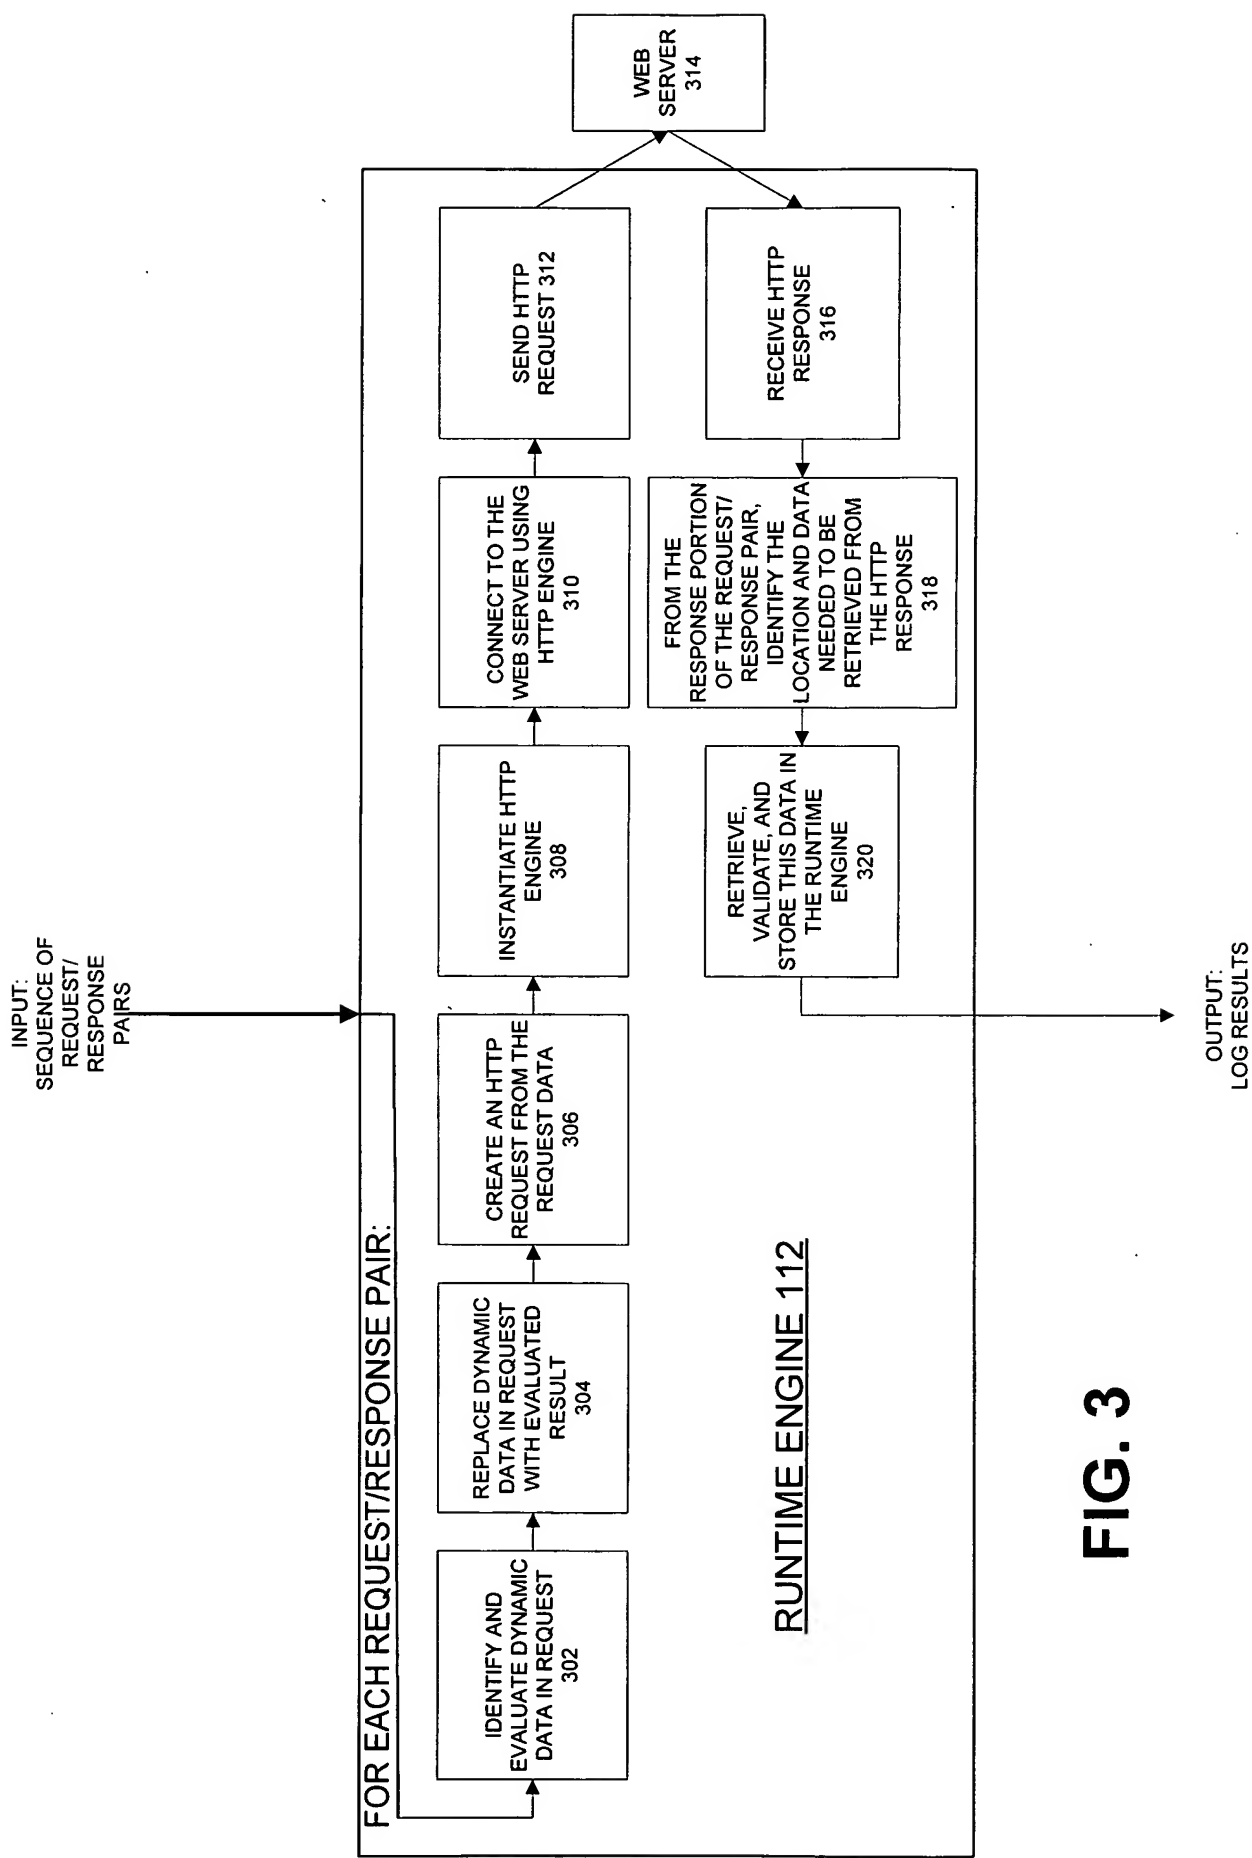 INPUT:
SEQUENCE OF
REQUEST/
RESPONSE
PAIRS
FOR EACH REQUEST/RESPONSE PAIR:
IDENTIFY AND
EVALUATE DYNAMIC
DATA IN REQUEST
302
REPLACE DYNAMIC
DATA IN REQUEST
WITH EVALUATED
RESULT
304
CREATE AN HTTP
REQUEST FROM THE
REQUEST DATA
306
INSTANTIATE HTTP
ENGINE
308
CONNECT TO THE
WEB SERVER USING
HTTP ENGINE
310
SEND HTTP
REQUEST 312
WEB
SERVER
314
RECEIVE HTTP
RESPONSE
316
FROM THE
RESPONSE PORTION
OF THE REQUEST/
RESPONSE PAIR,
IDENTIFY THE
LOCATION AND DATA
NEEDED TO BE
RETRIEVED FROM
THE HTTP
RESPONSE
318
RETRIEVE,
VALIDATE, AND
STORE THIS DATA IN
THE RUNTIME
ENGINE
320
RUNTIME ENGINE 112
OUTPUT:
LOG RESULTS
FIG. 3